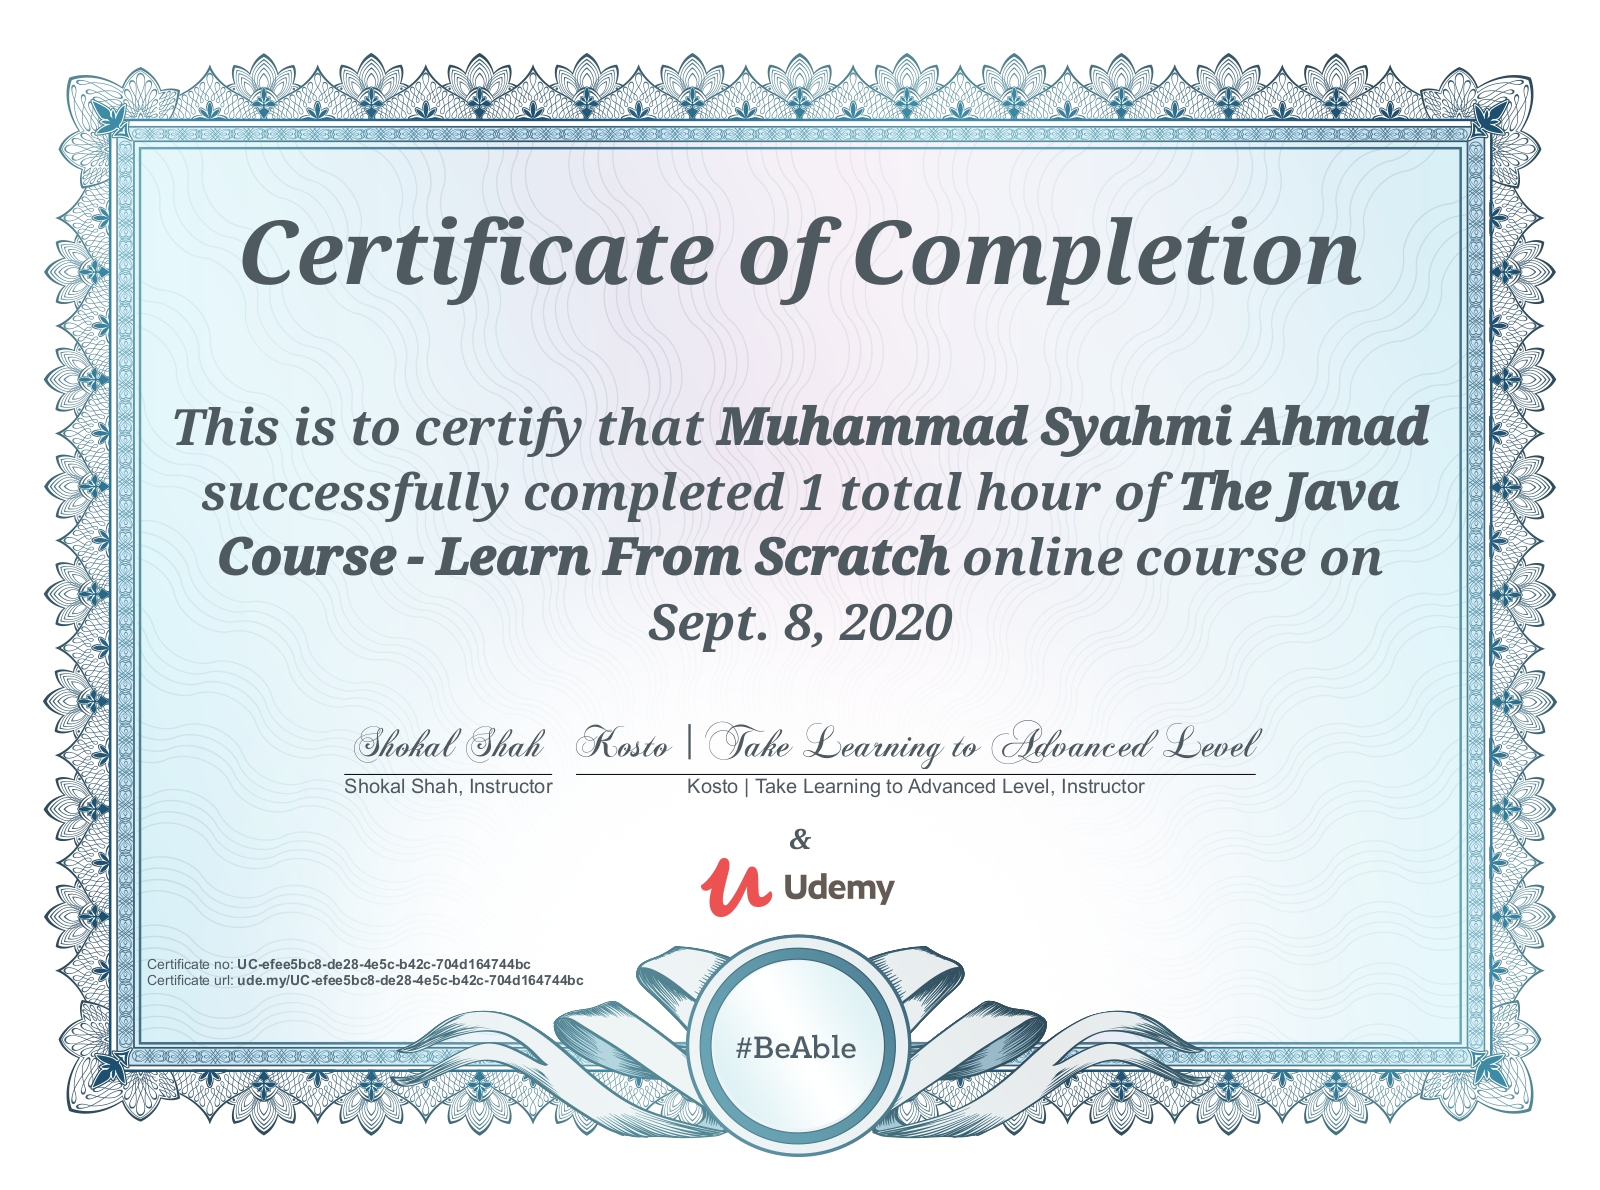 Certificate of Completion
This is to certify that Muhammad Syahmi Ahmad
successfully completed 1 total hour of The Java
Course - Learn From Scratch online course on
Sept. 8, 2020
Shokal Shah Kosto | Take Learning to Advanced Level
Shokal Shah, Instructor Kosto | Take Learning to Advanced Level, Instructor
&
Udemy
Certificate no: UC-efee5bc8-de28-4e5c-b42c-704d164744bc
Certificate url: ude.my/UC-efee5bc8-de28-4e5c-b42c-704d164744bc
#BeAble